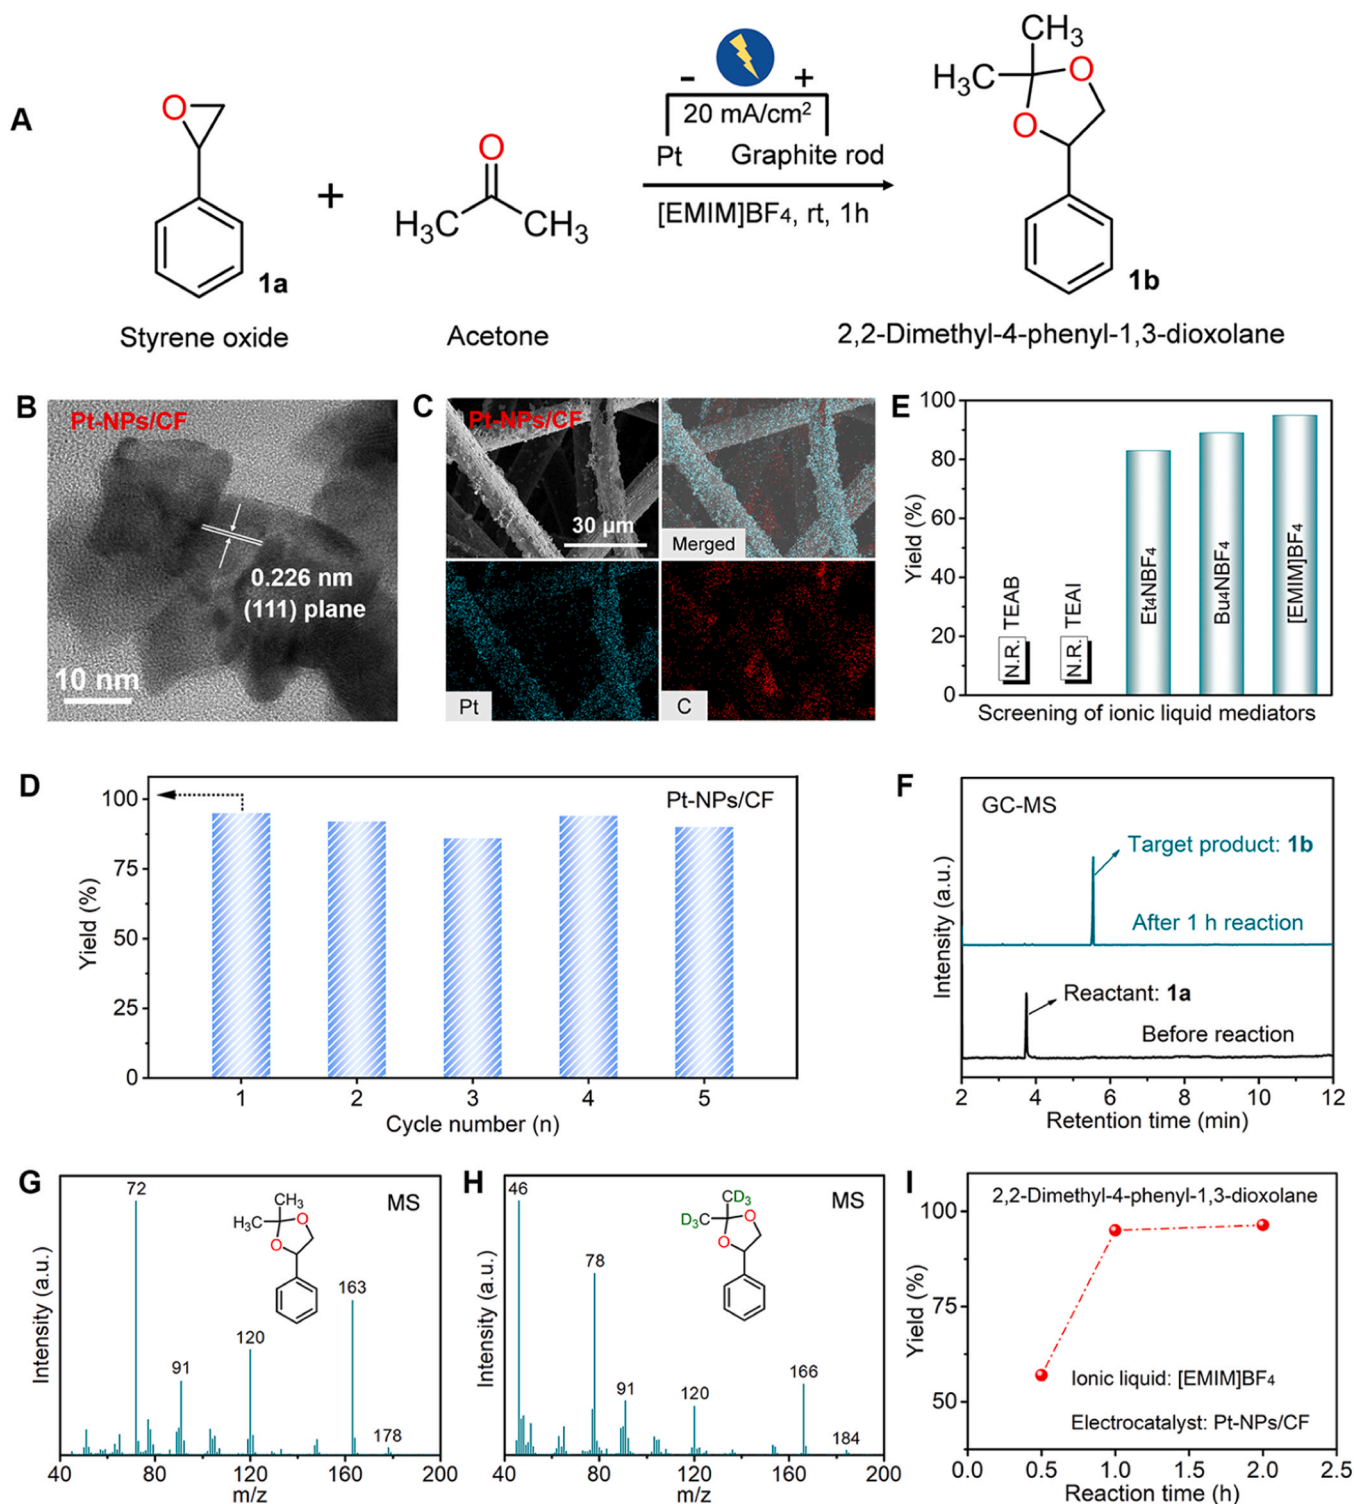 A
O
1a
Styrene oxide
+
O
H₃C CH₃
Acetone
- +
20 mA/cm²
Pt Graphite rod
[EMIM]BF₄, rt, 1h
CH₃
H₃C
O
O
1b
2,2-Dimethyl-4-phenyl-1,3-dioxolane
B
Pt-NPs/CF
0.226 nm
(111) plane
10 nm
C
Pt-NPs/CF
30 μm
Merged
Pt
C
E
100
80
60
40
20
0
Yield (%)
N.R. TEAB
N.R. TEAI
Et₄NBF₄
Bu₄NBF₄
[EMIM]BF₄
Screening of ionic liquid mediators
D
Pt-NPs/CF
100
75
50
25
0
Yield (%)
1 2 3 4 5
Cycle number (n)
F
GC-MS
Target product: 1b
After 1 h reaction
Reactant: 1a
Before reaction
Intensity (a.u.)
2 4 6 8 10 12
Retention time (min)
G
MS
72
CH₃
H₃C
O
O
163
120
91
178
Intensity (a.u.)
40 80 120 160 200
m/z
H
MS
46
CD₃
D₃C
O
O
78
91
120
166
184
Intensity (a.u.)
40 80 120 160 200
m/z
I
2,2-Dimethyl-4-phenyl-1,3-dioxolane
100
75
50
Yield (%)
Ionic liquid: [EMIM]BF₄
Electrocatalyst: Pt-NPs/CF
0.0 0.5 1.0 1.5 2.0 2.5
Reaction time (h)